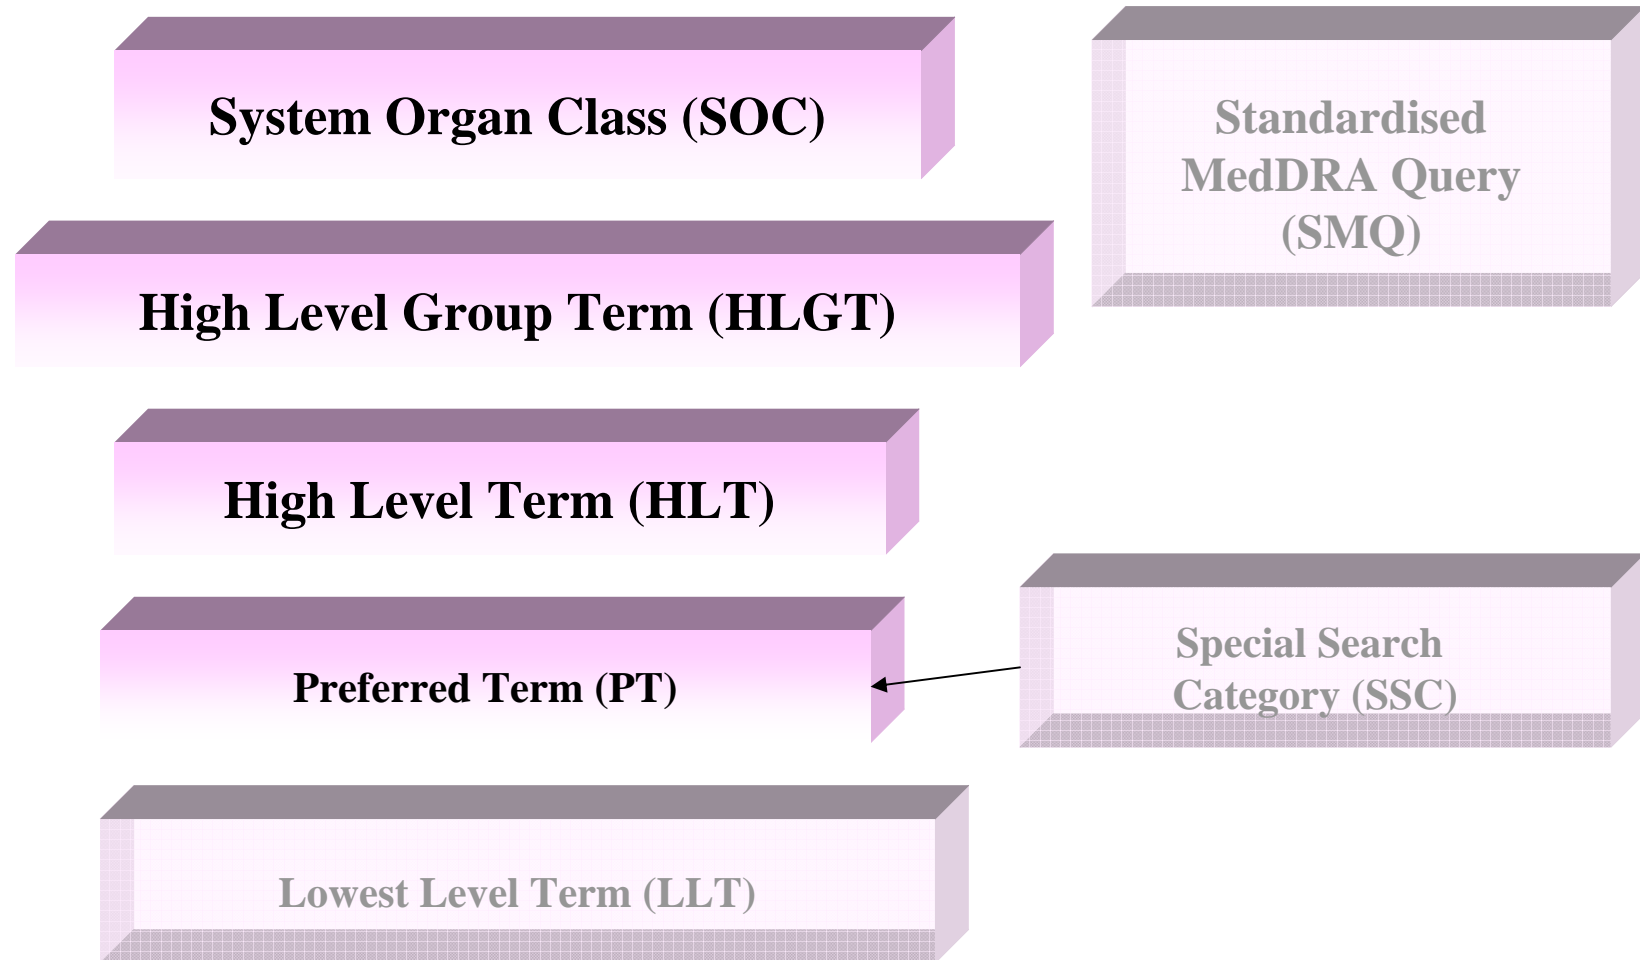 System Organ Class (SOC)
Standardised
MedDRA Query
(SMQ)
High Level Group Term (HLGT)
High Level Term (HLT)
Preferred Term (PT)
Special Search
Category (SSC)
Lowest Level Term (LLT)